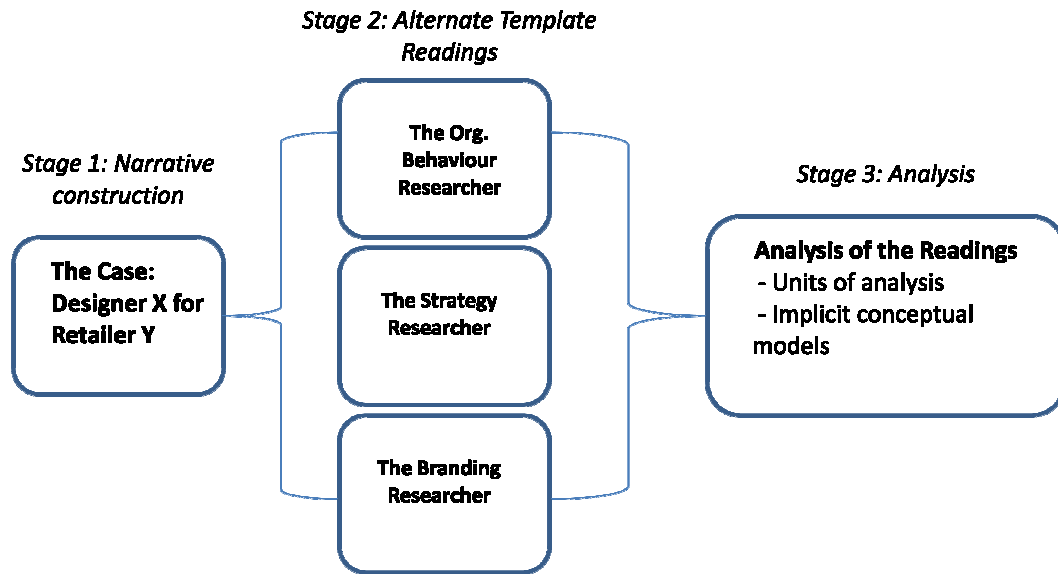 Stage 1: Narrative
construction
The Case:
Designer X for
Retailer Y
Stage 2: Alternate Template
Readings
The Org.
Behaviour
Researcher
The Strategy
Researcher
The Branding
Researcher
Stage 3: Analysis
Analysis of the Readings
- Units of analysis
- Implicit conceptual
models